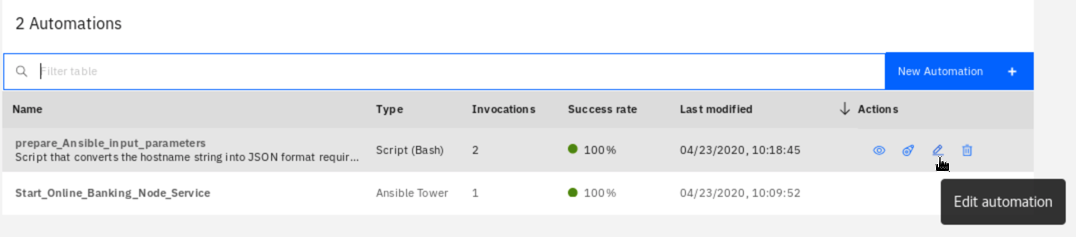 2 Automations
Filter table
New Automation +
Name Type Invocations Success rate Last modified Actions
prepare_Ansible_input_parameters
Script that converts the hostname string into JSON format requir... Script (Bash) 2 100% 04/23/2020, 10:18:45
Start_Online_Banking_Node_Service Ansible Tower 1 100% 04/23/2020, 10:09:52
Edit automation